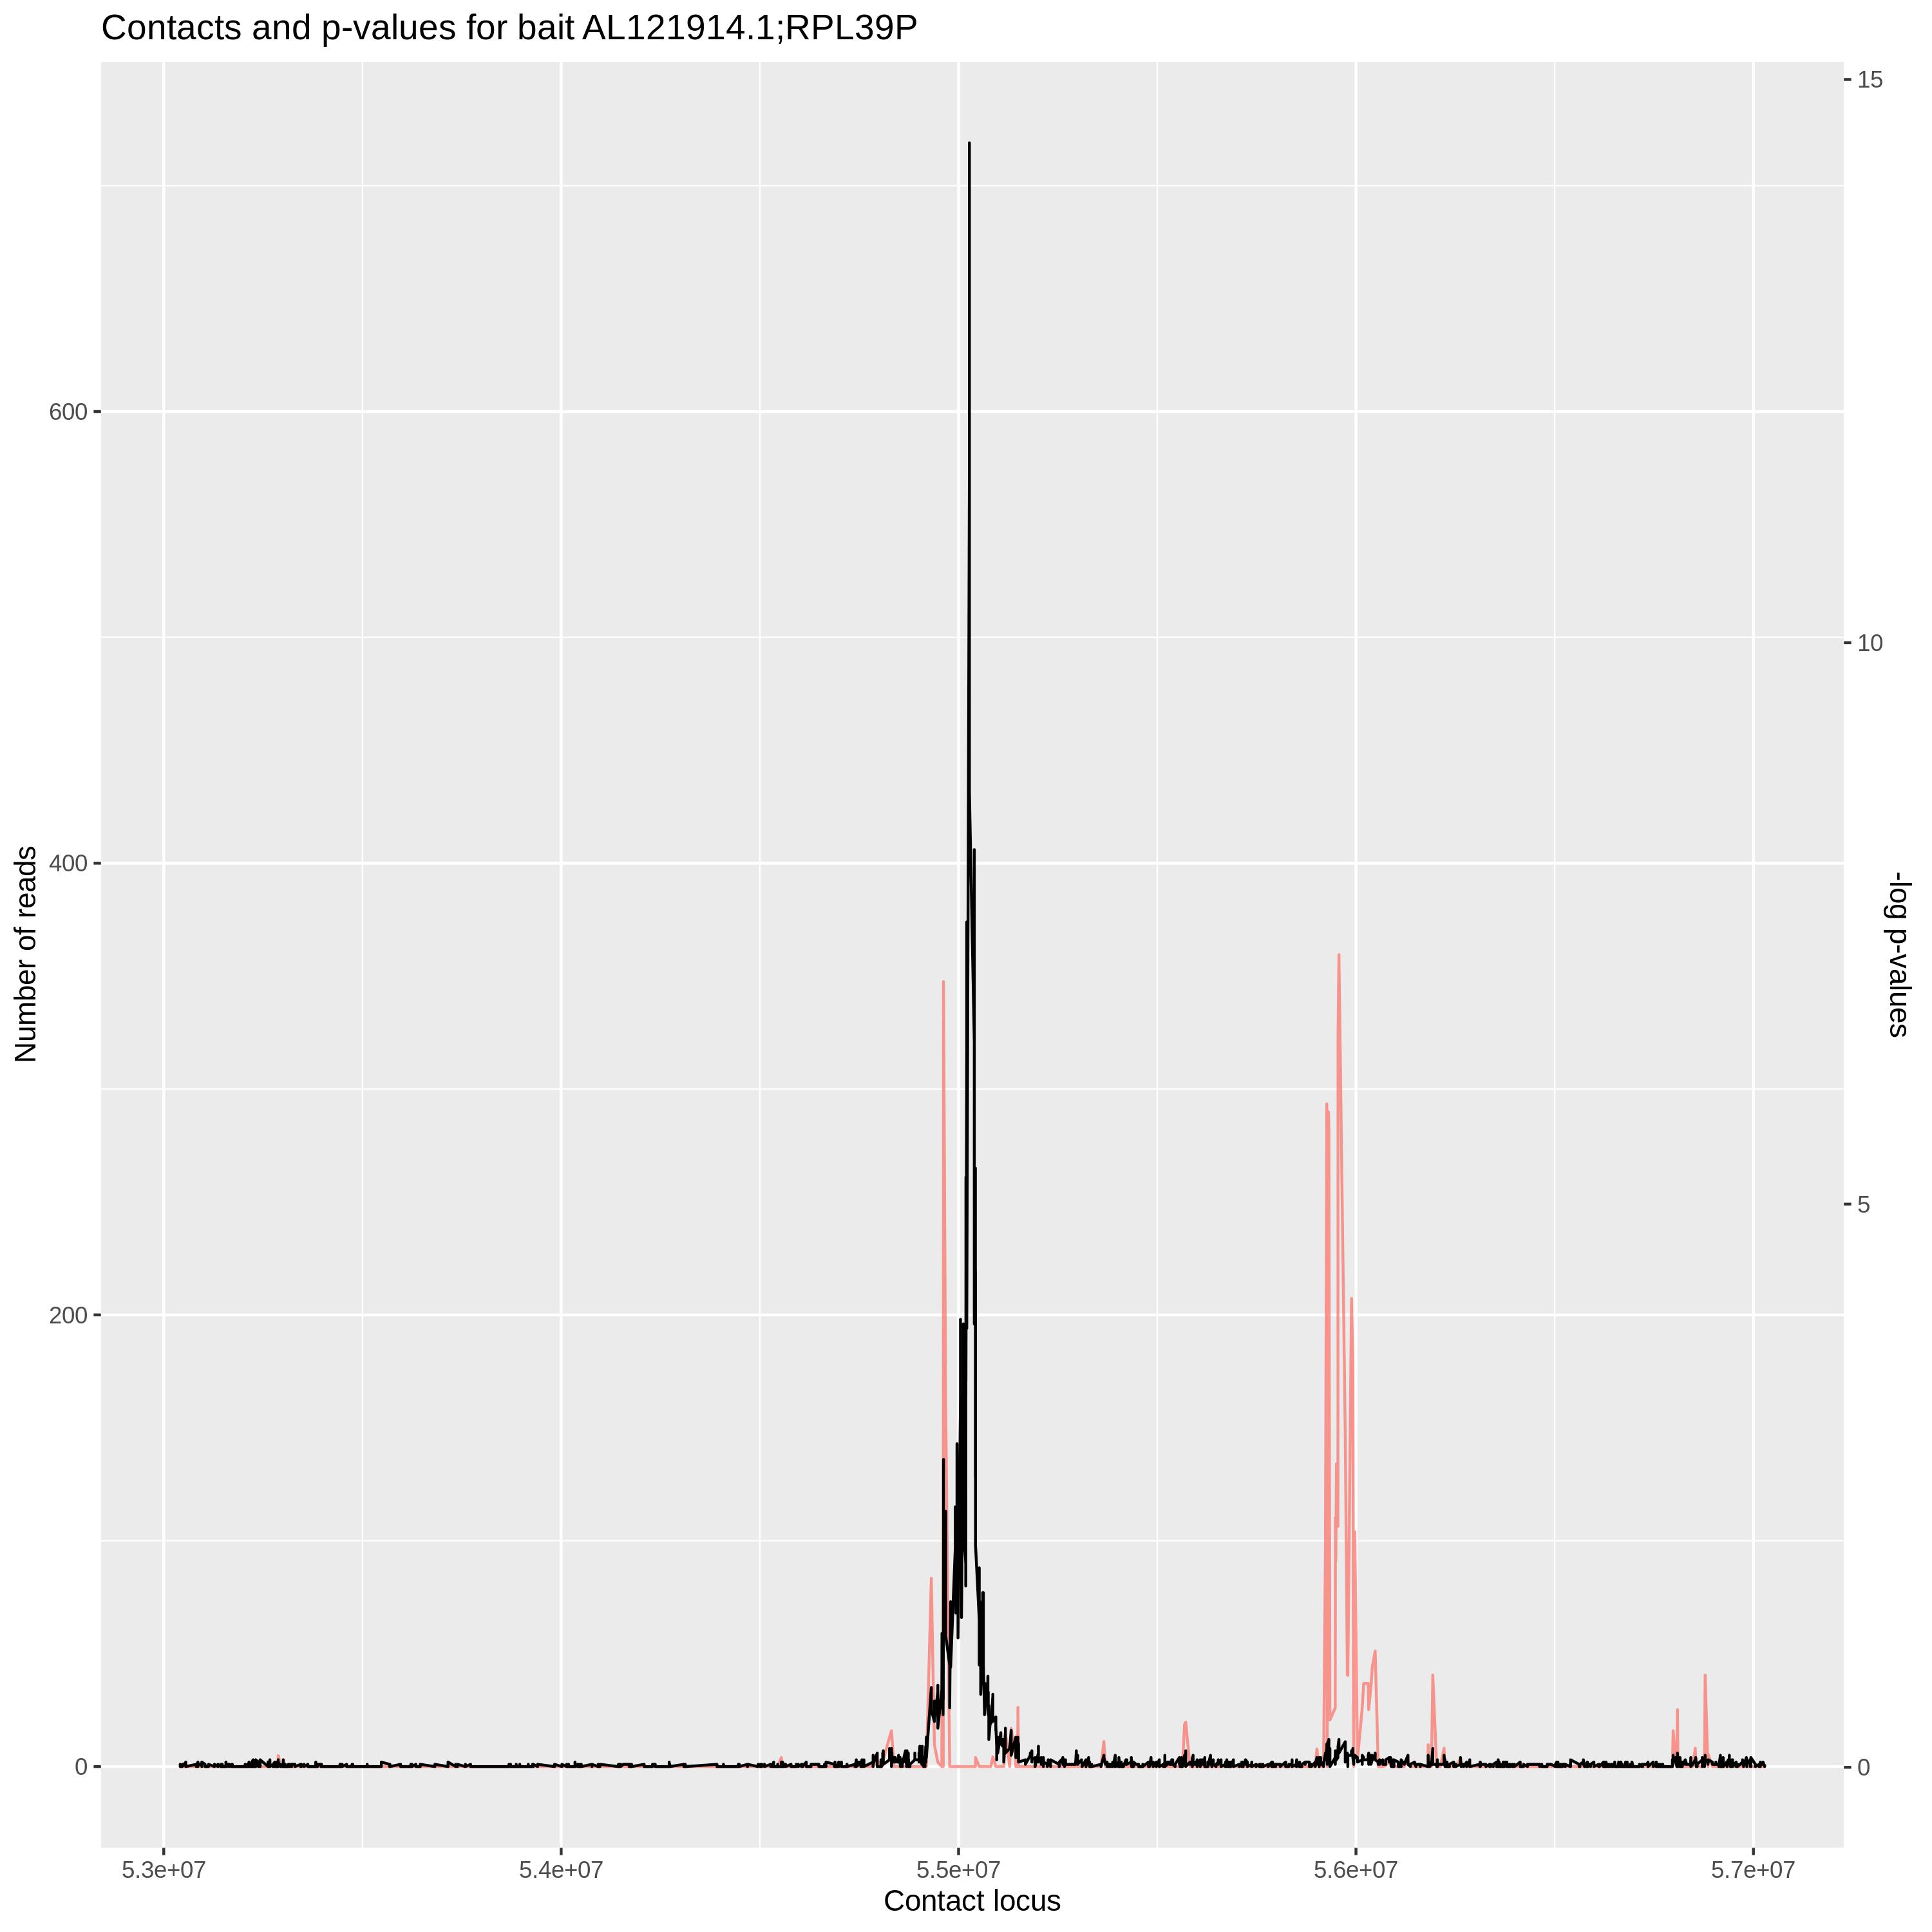 Contacts and p-values for bait AL121914.1;RPL39P
15
10
5
0
-log p-values
600
400
200
0
Number of reads
5.3e+07 5.4e+07 5.5e+07 5.6e+07 5.7e+07
Contact locus